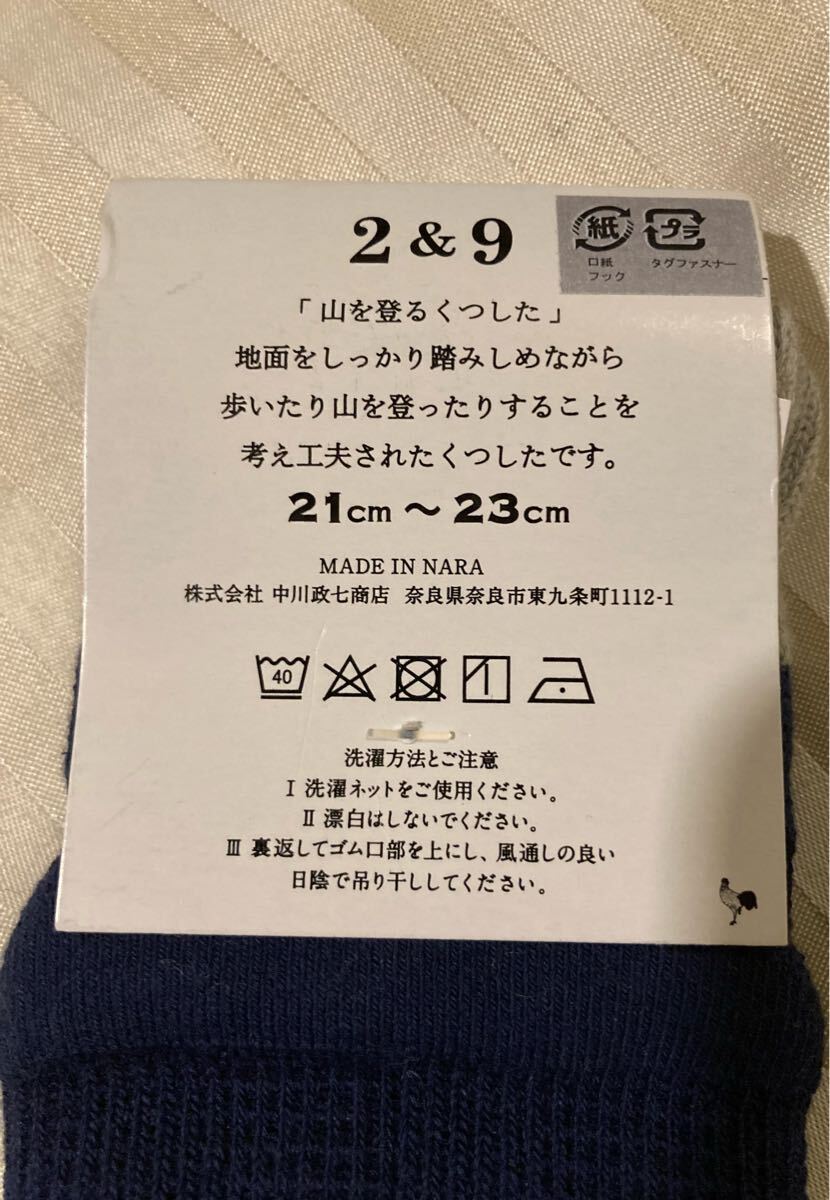 2 & 9
紙
プラ
口紙
フック
タグファスナー
「 山を登るくつした 」
地面をしっかり踏みしめながら
歩いたり山を登ったりすることを
考え工夫されたくつしたです。
21cm 〜 23cm
MADE IN NARA
株式会社 中川政七商店 奈良県奈良市東九条町1112-1
40
洗濯方法とご注意
Ⅰ 洗濯ネットをご使用ください。
Ⅱ 漂白はしないでください。
Ⅲ 裏返してゴム口部を上にし、風通しの良い
日陰で吊り干ししてください。